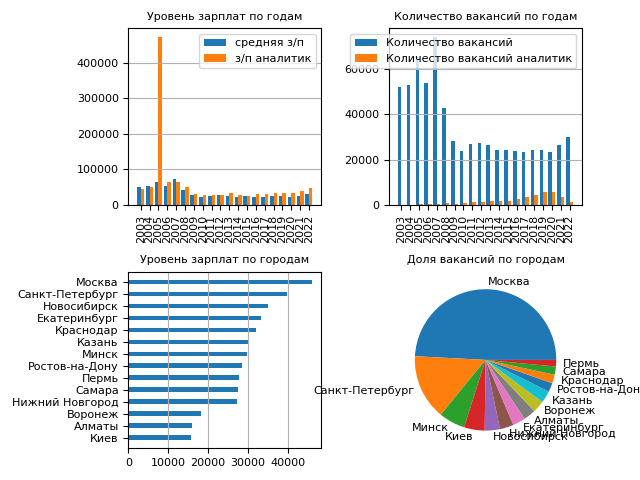 Уровень зарплат по годам
средняя з/п
з/п аналитик
400000
300000
200000
100000
0
2003
2004
2005
2006
2007
2008
2009
2010
2011
2012
2013
2014
2015
2016
2017
2018
2019
2020
2021
2022
Количество вакансий по годам
Количество вакансий
Количество вакансий аналитик
60000
40000
20000
0
2003
2004
2005
2006
2007
2008
2009
2010
2011
2012
2013
2014
2015
2016
2017
2018
2019
2020
2021
2022
Уровень зарплат по городам
Москва
Санкт-Петербург
Новосибирск
Екатеринбург
Краснодар
Казань
Минск
Ростов-на-Дону
Пермь
Самара
Нижний Новгород
Воронеж
Алматы
Киев
0 10000 20000 30000 40000
Доля вакансий по городам
Москва
Санкт-Петербург
Минск
Киев
Новосибирск
Нижний Новгород
Екатеринбург
Алматы
Воронеж
Казань
Ростов-на-Дон
Краснодар
Самара
Пермь